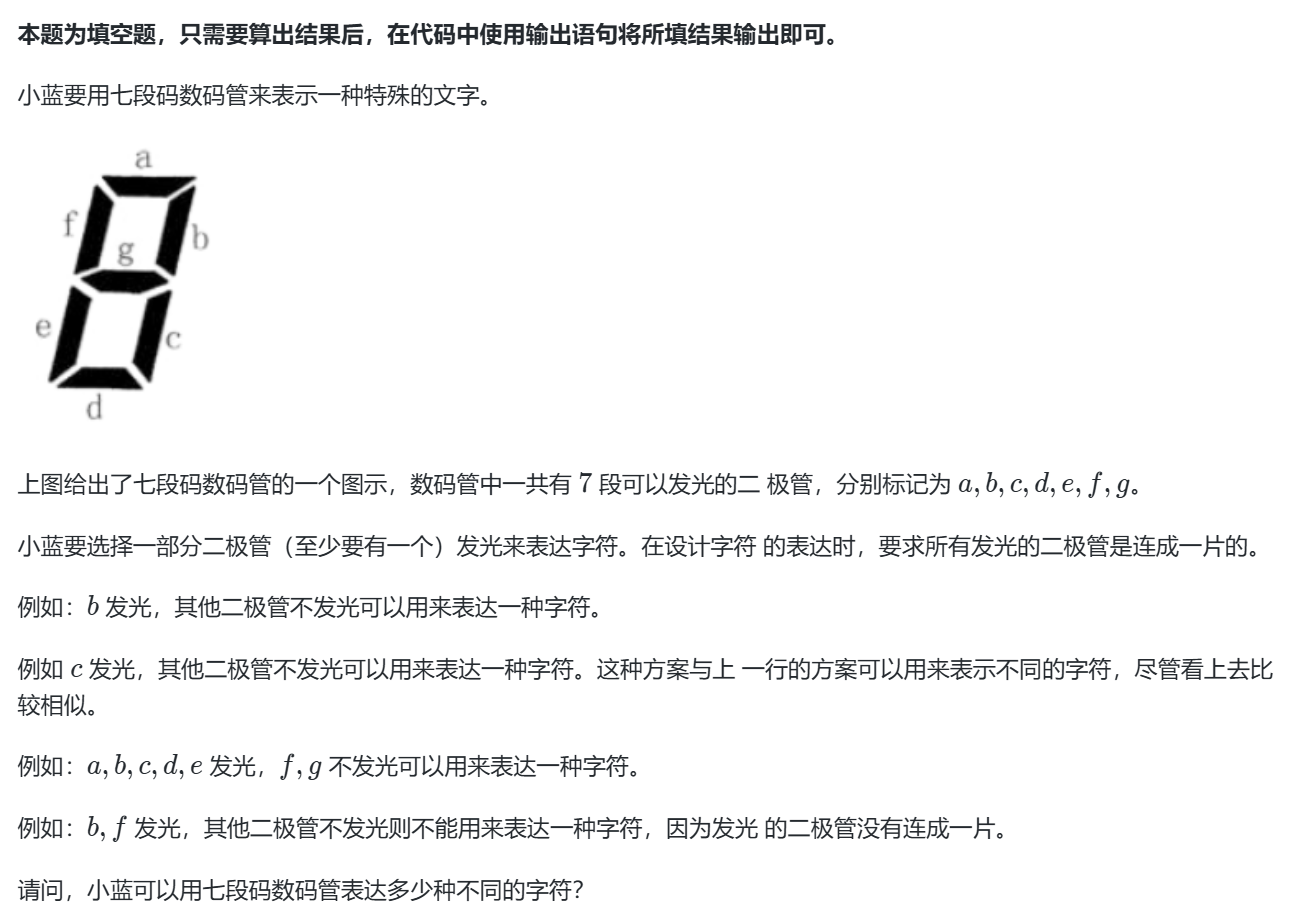 本题为填空题，只需要算出结果后，在代码中使用输出语句将所填结果输出即可。
小蓝要用七段码数码管来表示一种特殊的文字。
a
f
b
g
e
c
d
上图给出了七段码数码管的一个图示，数码管中一共有 7 段可以发光的二 极管，分别标记为 a, b, c, d, e, f, g。
小蓝要选择一部分二极管（至少要有一个）发光来表达字符。在设计字符 的表达时，要求所有发光的二极管是连成一片的。
例如：b 发光，其他二极管不发光可以用来表达一种字符。
例如 c 发光，其他二极管不发光可以用来表达一种字符。这种方案与上 一行的方案可以用来表示不同的字符，尽管看上去比
较相似。
例如：a, b, c, d, e 发光，f, g 不发光可以用来表达一种字符。
例如：b, f 发光，其他二极管不发光则不能用来表达一种字符，因为发光 的二极管没有连成一片。
请问，小蓝可以用七段码数码管表达多少种不同的字符？